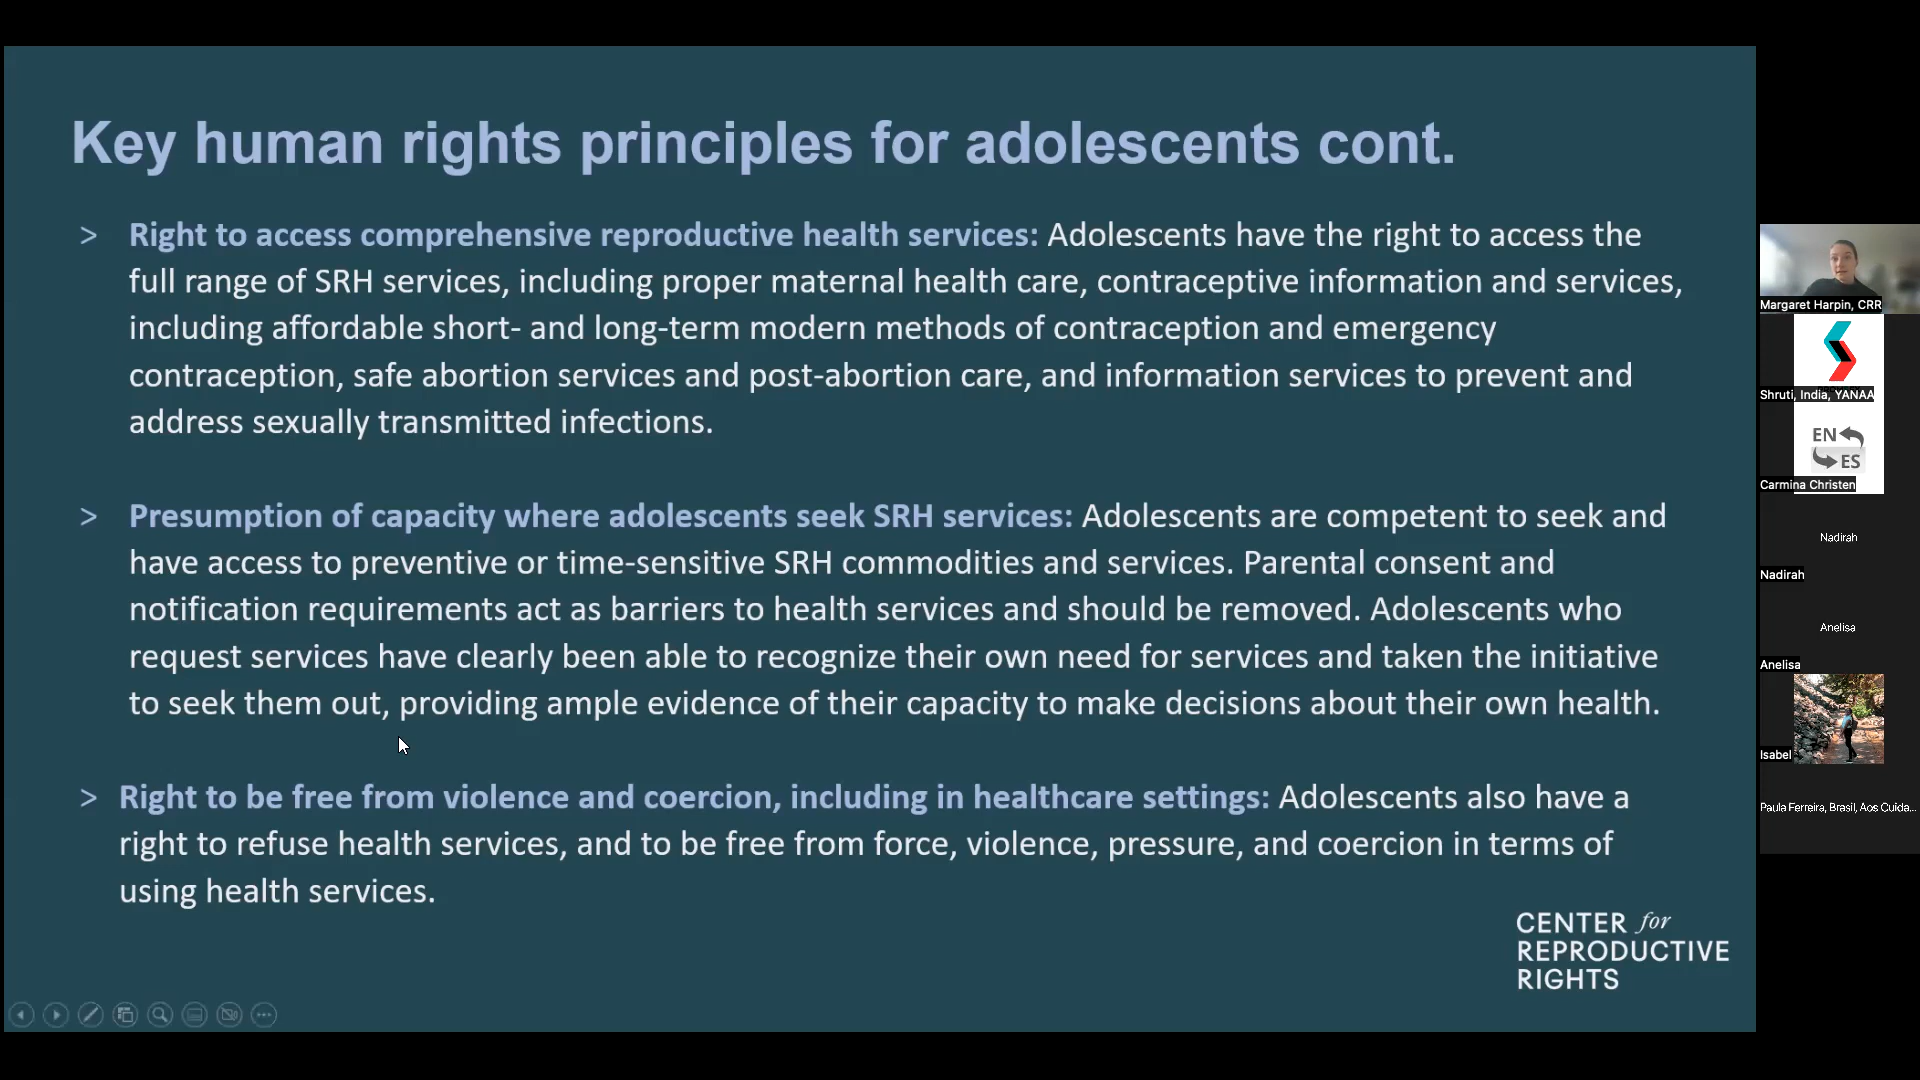 Key human rights principles for adolescents cont.
> Right to access comprehensive reproductive health services: Adolescents have the right to access the
full range of SRH services, including proper maternal health care, contraceptive information and services,
including affordable short- and long-term modern methods of contraception and emergency
contraception, safe abortion services and post-abortion care, and information services to prevent and
address sexually transmitted infections.
> Presumption of capacity where adolescents seek SRH services: Adolescents are competent to seek and
have access to preventive or time-sensitive SRH commodities and services. Parental consent and
notification requirements act as barriers to health services and should be removed. Adolescents who
request services have clearly been able to recognize their own need for services and taken the initiative
to seek them out, providing ample evidence of their capacity to make decisions about their own health.
> Right to be free from violence and coercion, including in healthcare settings: Adolescents also have a
right to refuse health services, and to be free from force, violence, pressure, and coercion in terms of
using health services.
CENTER for
REPRODUCTIVE
RIGHTS
Margaret Harpin, CRR
Shruti, India, YANAA
EN
ES
Carmina Christen
Nadirah
Nadirah
Anelisa
Anelisa
Isabel
Paula Ferreira, Brasil, Aos Cuida...